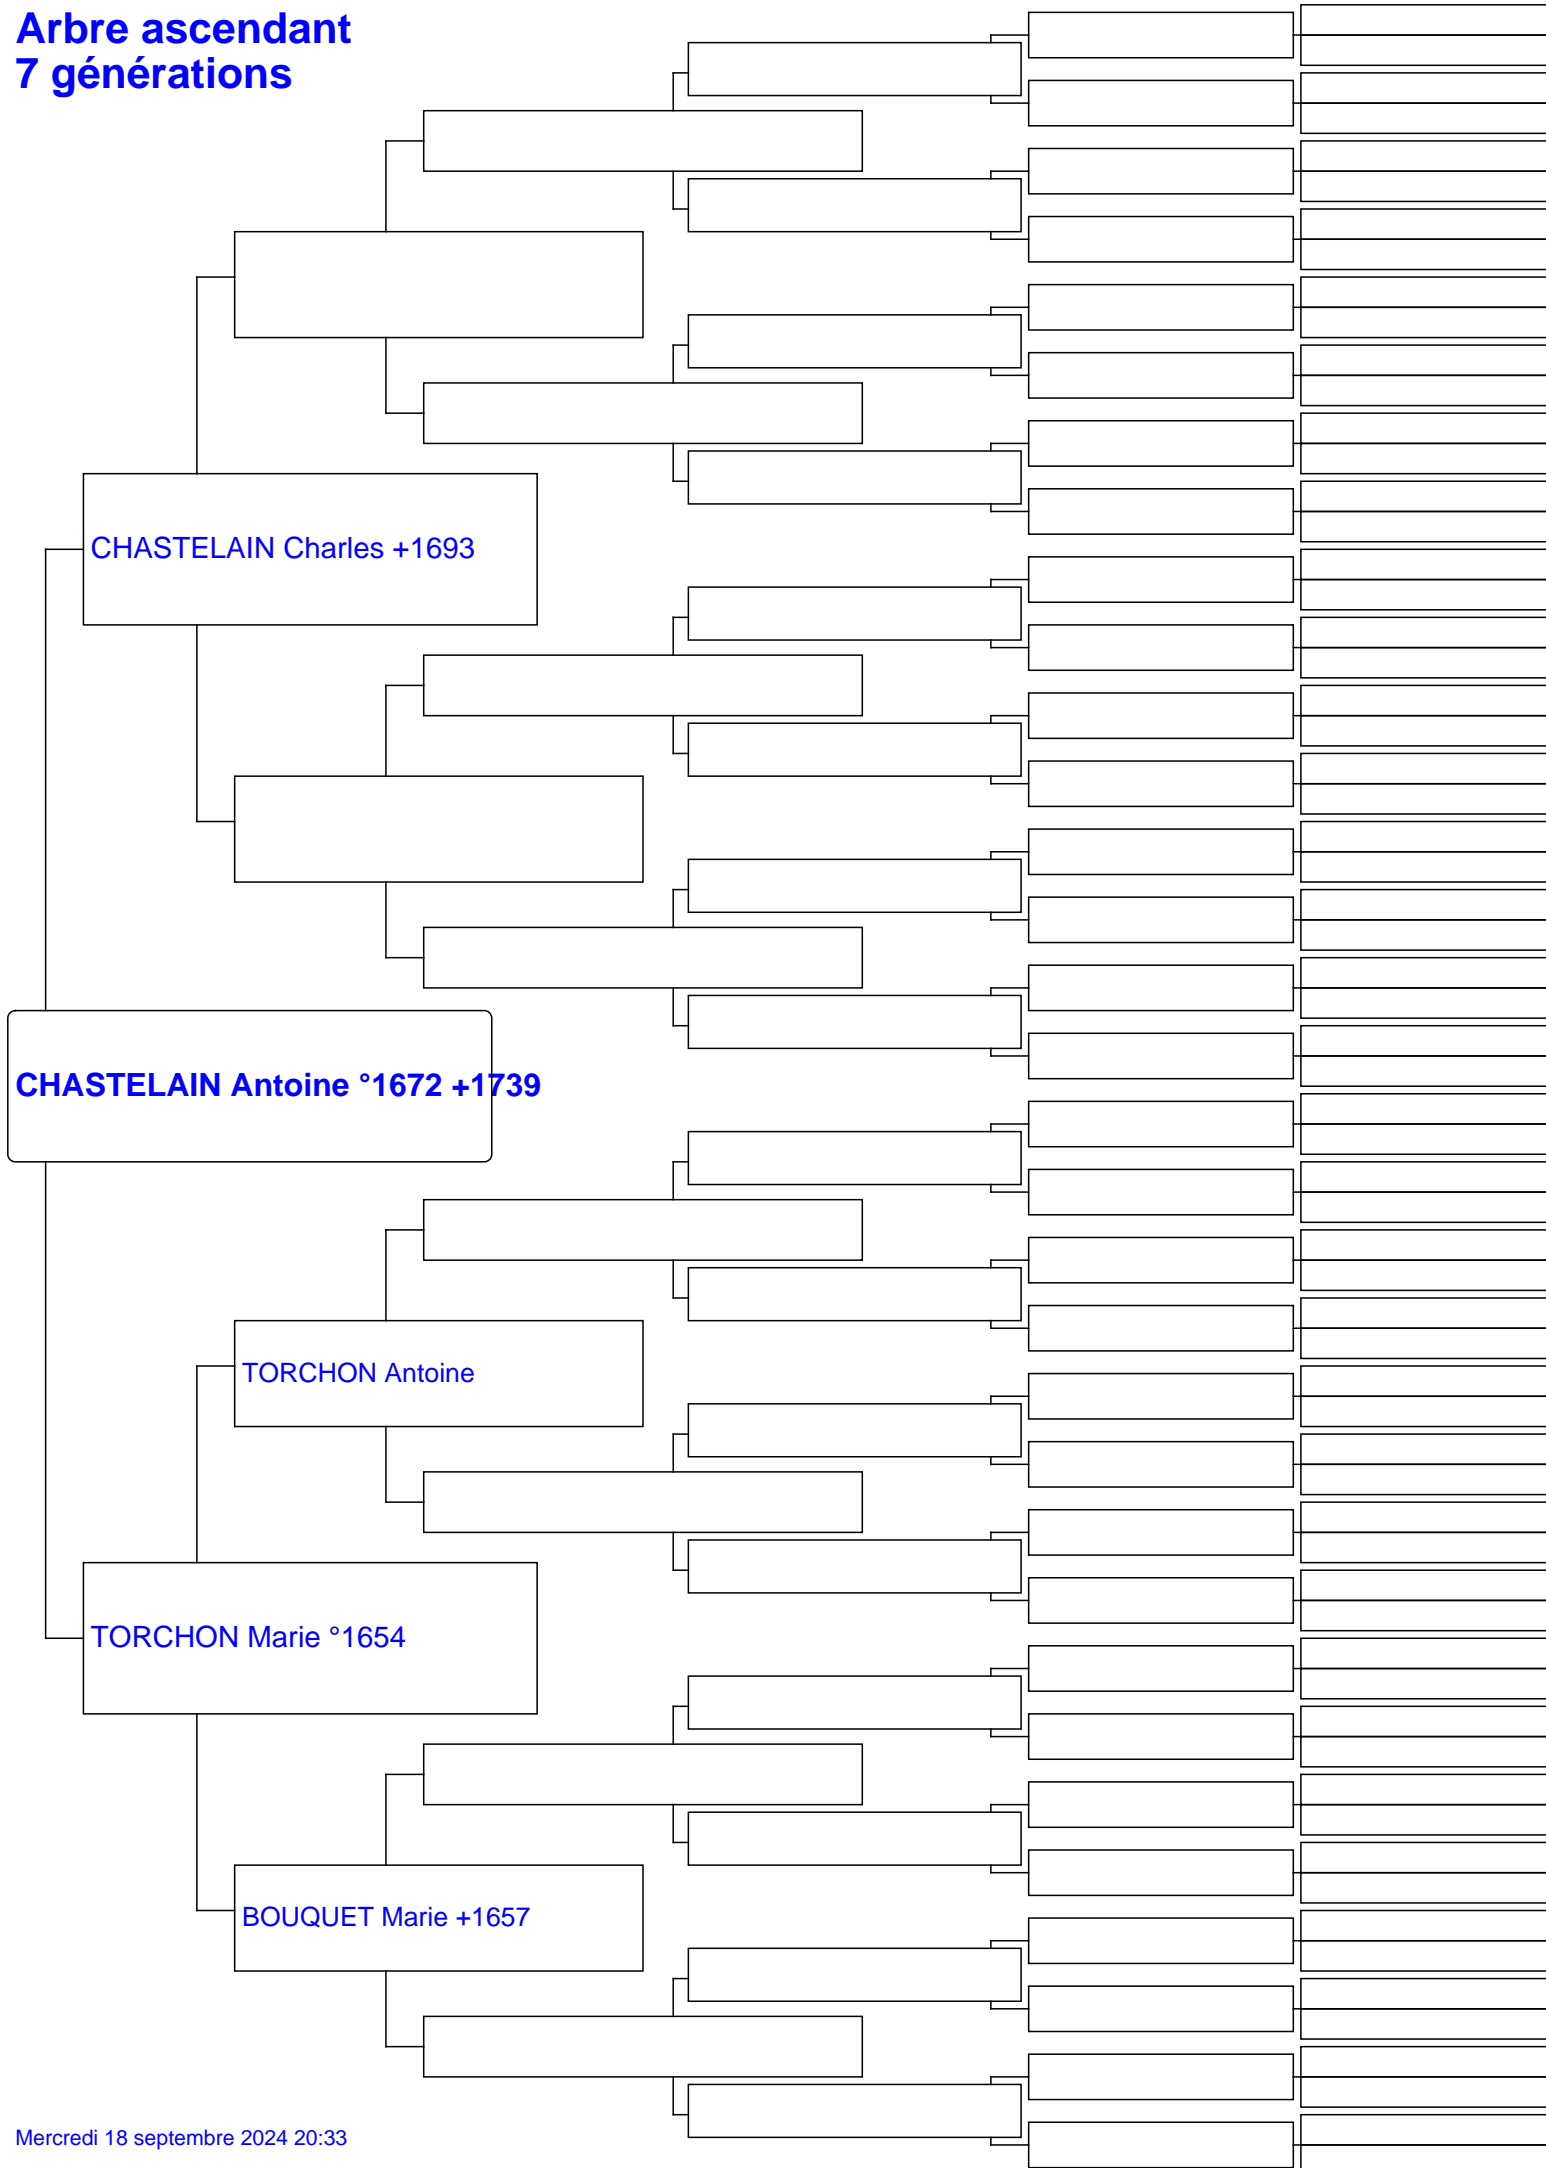 Arbre ascendant
7 générations
CHASTELAIN Charles +1693
CHASTELAIN Antoine °1672 +1739
TORCHON Antoine
TORCHON Marie °1654
BOUQUET Marie +1657
Mercredi 18 septembre 2024 20:33